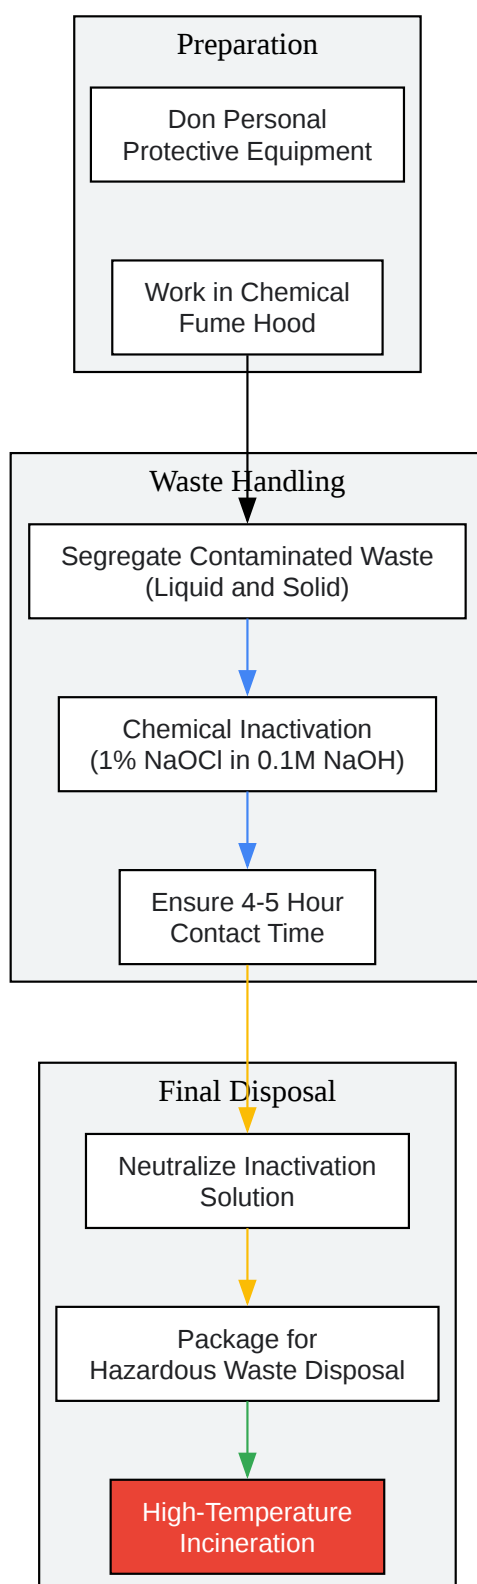 Preparation
Don Personal
Protective Equipment
Work in Chemical
Fume Hood
Waste Handling
Segregate Contaminated Waste
(Liquid and Solid)
Chemical Inactivation
(1% NaOCl in 0.1M NaOH)
Ensure 4-5 Hour
Contact Time
Final Disposal
Neutralize Inactivation
Solution
Package for
Hazardous Waste Disposal
High-Temperature
Incineration